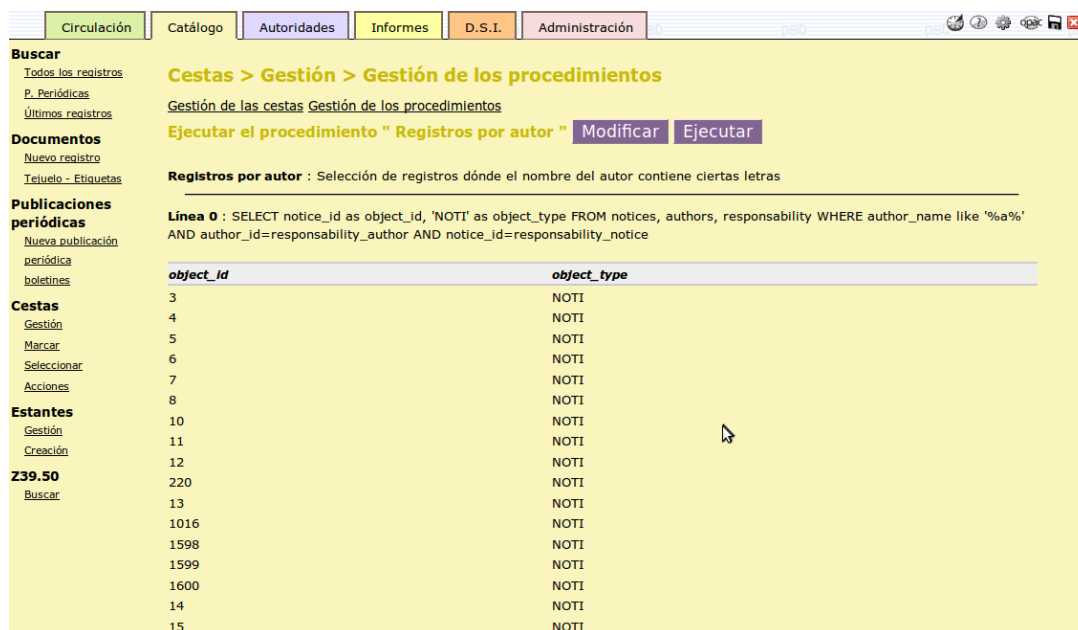 Circulación Catálogo Autoridades Informes D.S.I. Administración opac
Buscar
Todos los registros
P. Periódicas
Últimos registros
Documentos
Nuevo registro
Tejuelo - Etiquetas
Publicaciones
periódicas
Nueva publicación
periódica
boletines
Cestas
Gestión
Marcar
Seleccionar
Acciones
Estantes
Gestión
Creación
Z39.50
Buscar
Cestas > Gestión > Gestión de los procedimientos
Gestión de las cestas Gestión de los procedimientos
Ejecutar el procedimiento " Registros por autor " Modificar Ejecutar
Registros por autor : Selección de registros dónde el nombre del autor contiene ciertas letras
Línea 0 : SELECT notice_id as object_id, 'NOTI' as object_type FROM notices, authors, responsability WHERE author_name like '%a%'
AND author_id=responsability_author AND notice_id=responsability_notice
object_id object_type
3 NOTI
4 NOTI
5 NOTI
6 NOTI
7 NOTI
8 NOTI
10 NOTI
11 NOTI
12 NOTI
220 NOTI
13 NOTI
1016 NOTI
1598 NOTI
1599 NOTI
1600 NOTI
14 NOTI
15 NOTI